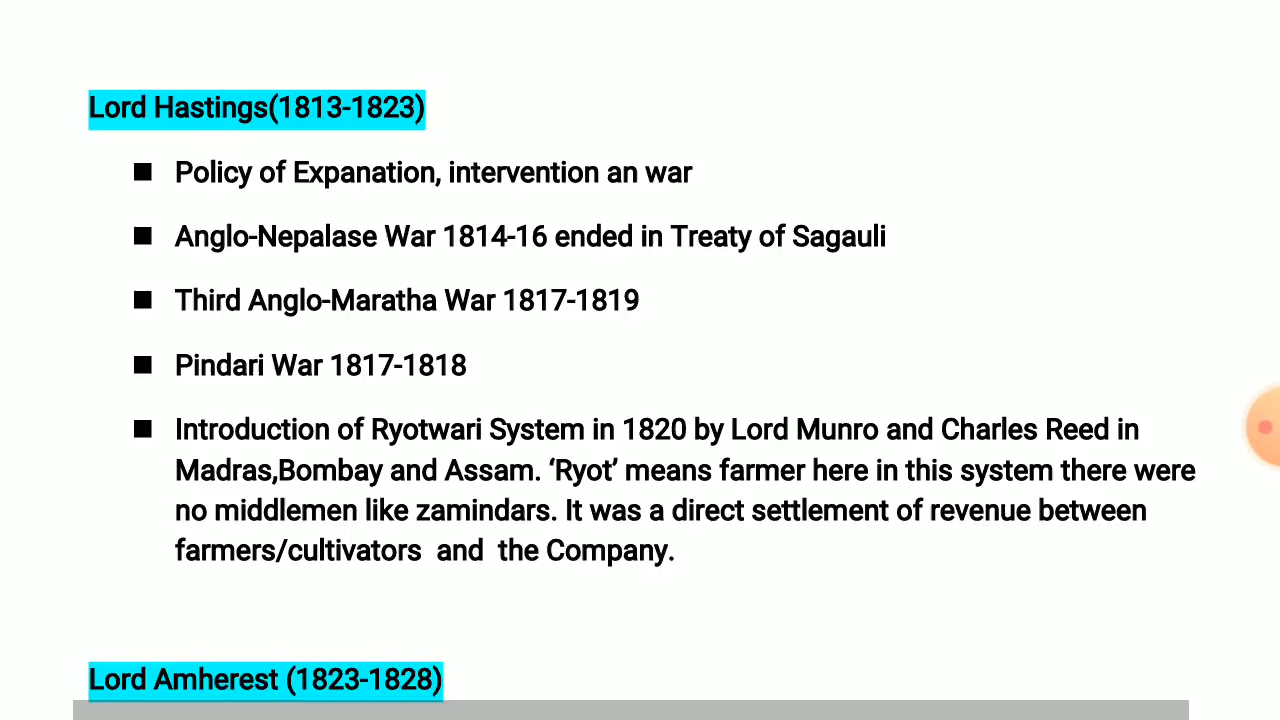 Lord Hastings(1813-1823)
■ Policy of Expanation, intervention an war
■ Anglo-Nepalase War 1814-16 ended in Treaty of Sagauli
■ Third Anglo-Maratha War 1817-1819
■ Pindari War 1817-1818
■ Introduction of Ryotwari System in 1820 by Lord Munro and Charles Reed in
Madras,Bombay and Assam. ‘Ryot’ means farmer here in this system there were
no middlemen like zamindars. It was a direct settlement of revenue between
farmers/cultivators and the Company.
Lord Amherest (1823-1828)